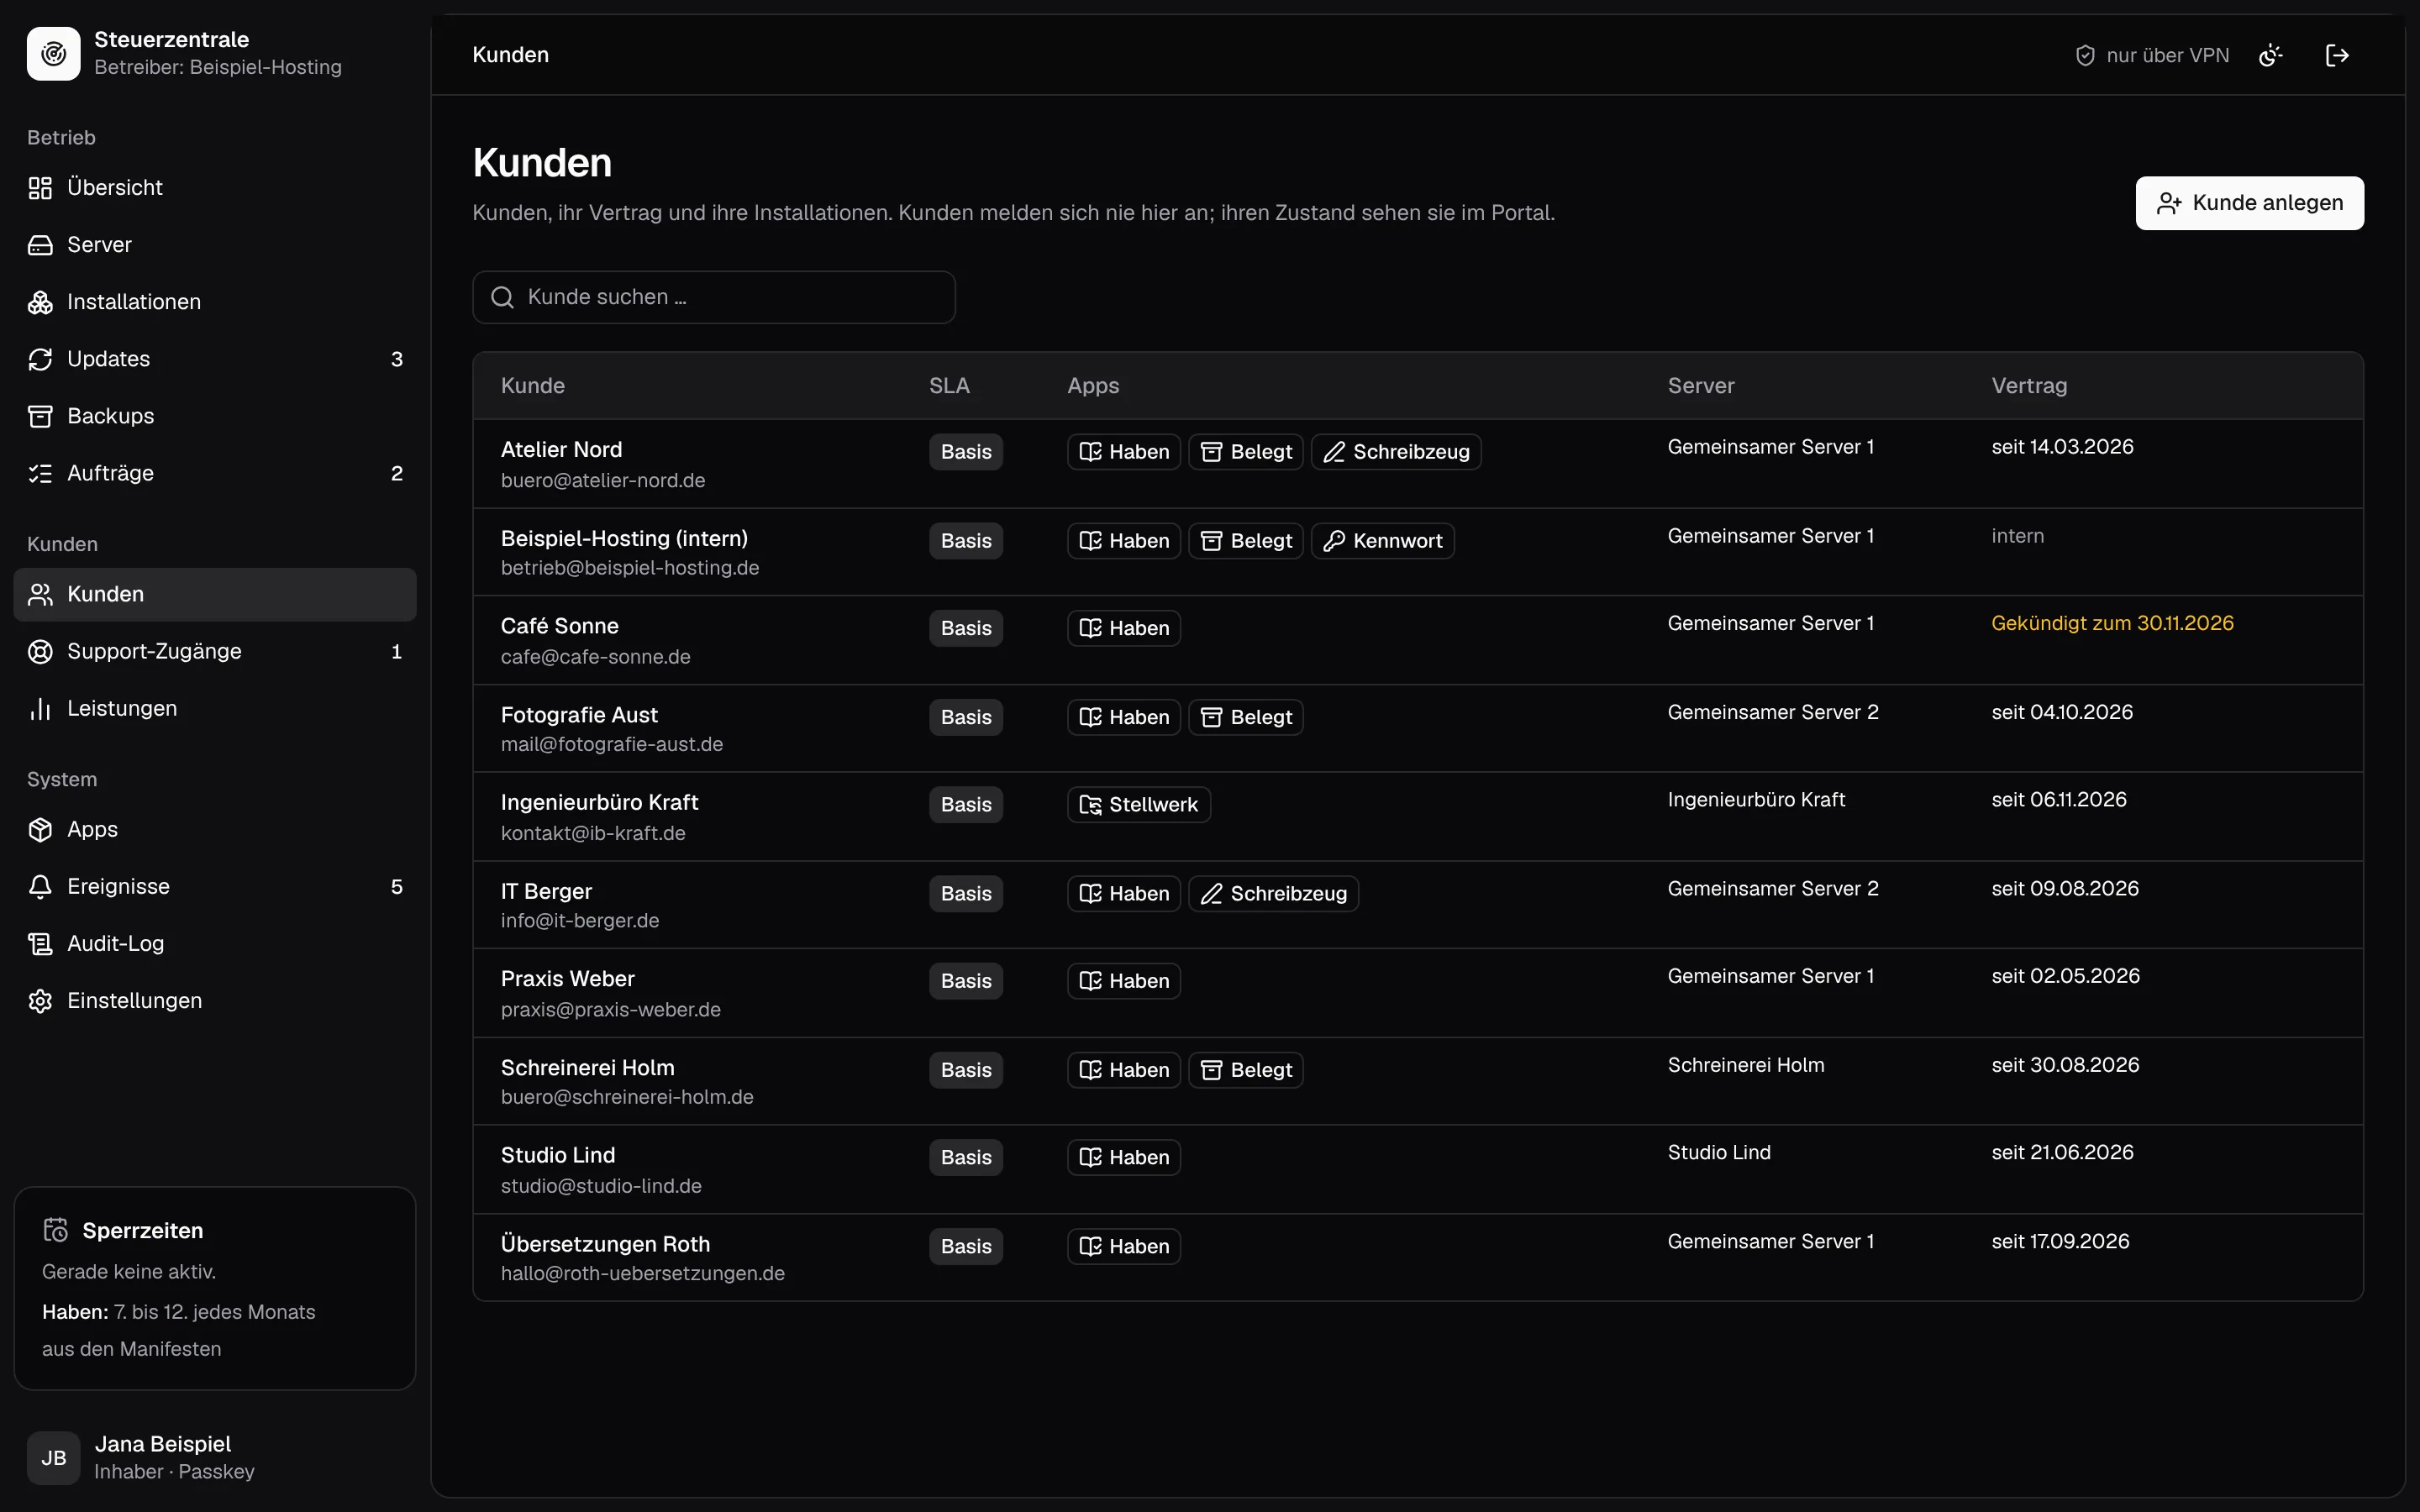 Steuerzentrale
Betreiber: Beispiel-Hosting
Betrieb
Übersicht
Server
Installationen
Updates 3
Backups
Aufträge 2
Kunden
Kunden
Support-Zugänge 1
Leistungen
System
Apps
Ereignisse 5
Audit-Log
Einstellungen
Sperrzeiten
Gerade keine aktiv.
Haben: 7. bis 12. jedes Monats
aus den Manifesten
JB
Jana Beispiel
Inhaber · Passkey
Kunden
nur über VPN
Kunden
Kunden, ihr Vertrag und ihre Installationen. Kunden melden sich nie hier an; ihren Zustand sehen sie im Portal.
Kunde anlegen
Kunde suchen ...
Kunde SLA Apps Server Vertrag
Atelier Nord Basis Haben Belegt Schreibzeug Gemeinsamer Server 1 seit 14.03.2026
buero@atelier-nord.de
Beispiel-Hosting (intern) Basis Haben Belegt Kennwort Gemeinsamer Server 1 intern
betrieb@beispiel-hosting.de
Café Sonne Basis Haben Gemeinsamer Server 1 Gekündigt zum 30.11.2026
cafe@cafe-sonne.de
Fotografie Aust Basis Haben Belegt Gemeinsamer Server 2 seit 04.10.2026
mail@fotografie-aust.de
Ingenieurbüro Kraft Basis Stellwerk Ingenieurbüro Kraft seit 06.11.2026
kontakt@ib-kraft.de
IT Berger Basis Haben Schreibzeug Gemeinsamer Server 2 seit 09.08.2026
info@it-berger.de
Praxis Weber Basis Haben Gemeinsamer Server 1 seit 02.05.2026
praxis@praxis-weber.de
Schreinerei Holm Basis Haben Belegt Schreinerei Holm seit 30.08.2026
buero@schreinerei-holm.de
Studio Lind Basis Haben Studio Lind seit 21.06.2026
studio@studio-lind.de
Übersetzungen Roth Basis Haben Gemeinsamer Server 1 seit 17.09.2026
hallo@roth-uebersetzungen.de